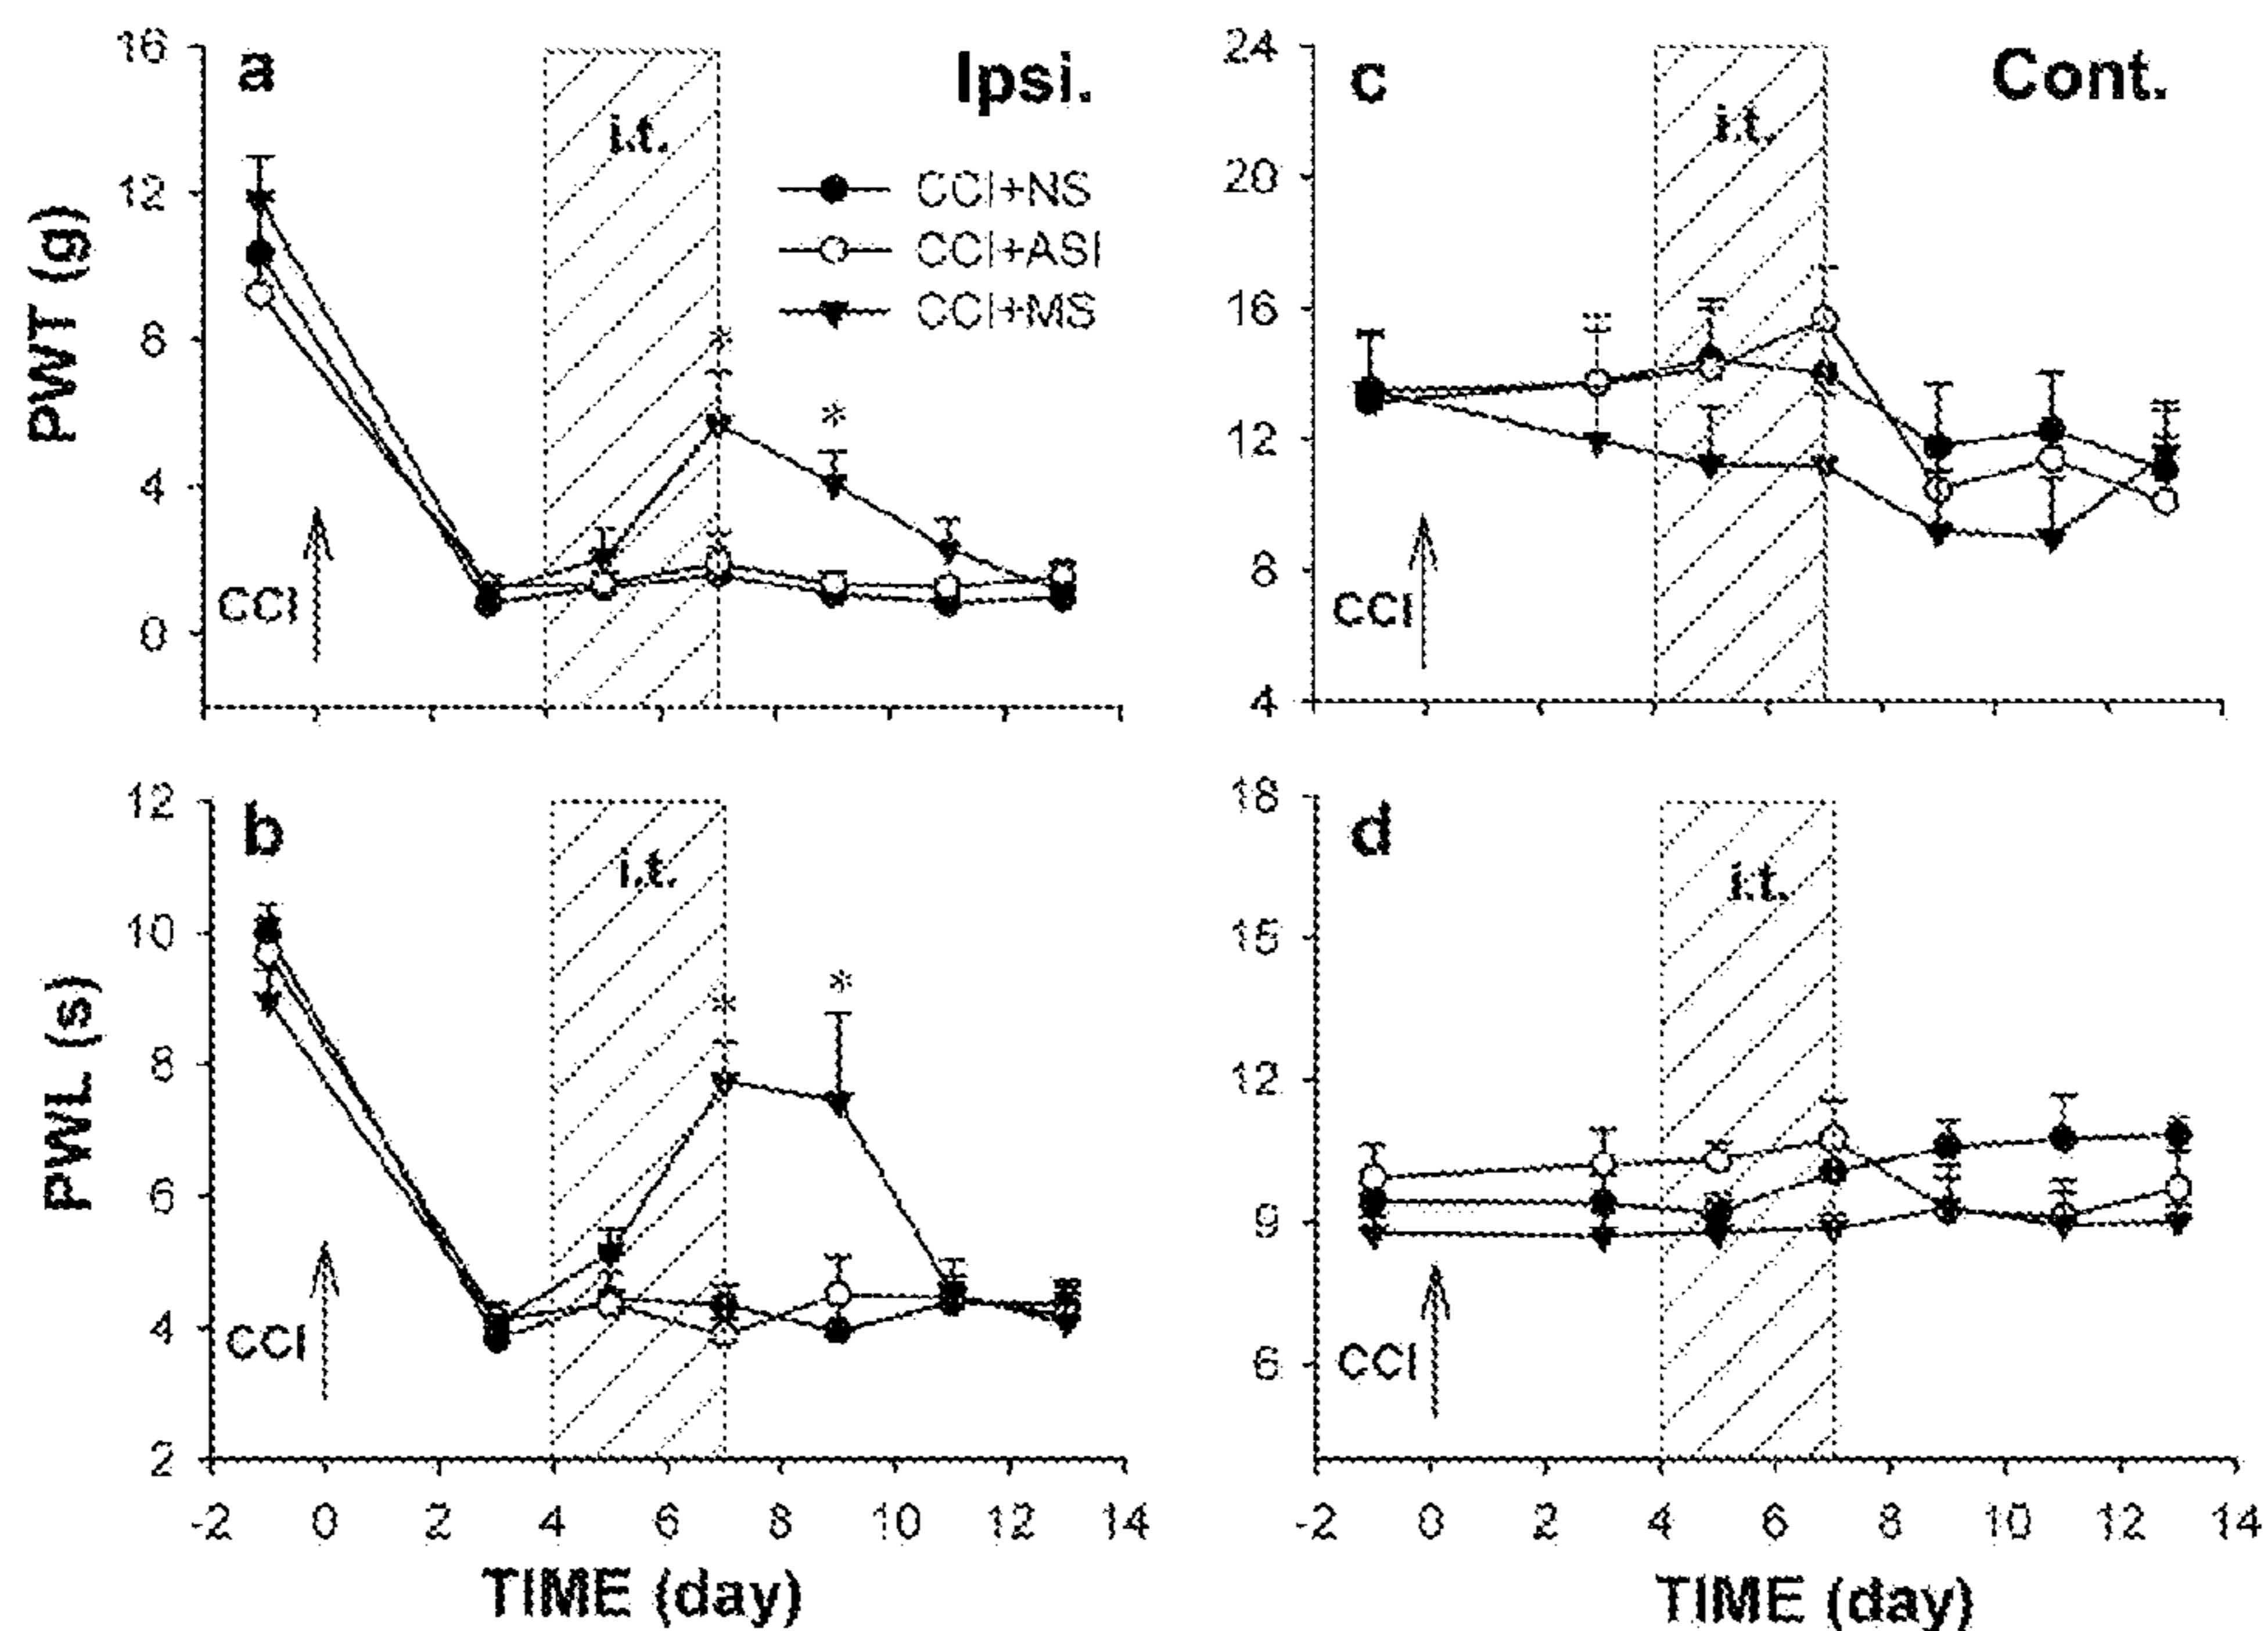 a
Ipsi.
i.t.
CCI+NS
CCI+ASI
CCI+MS
PWT (g)
16
12
8
4
0
CCI
c
Cont.
i.t.
24
20
16
12
8
4
CCI
b
i.t.
PWL (s)
12
10
8
6
4
2
CCI
-2 0 2 4 6 8 10 12 14
TIME (day)
d
i.t.
18
15
12
9
6
CCI
-2 0 2 4 6 8 10 12 14
TIME (day)